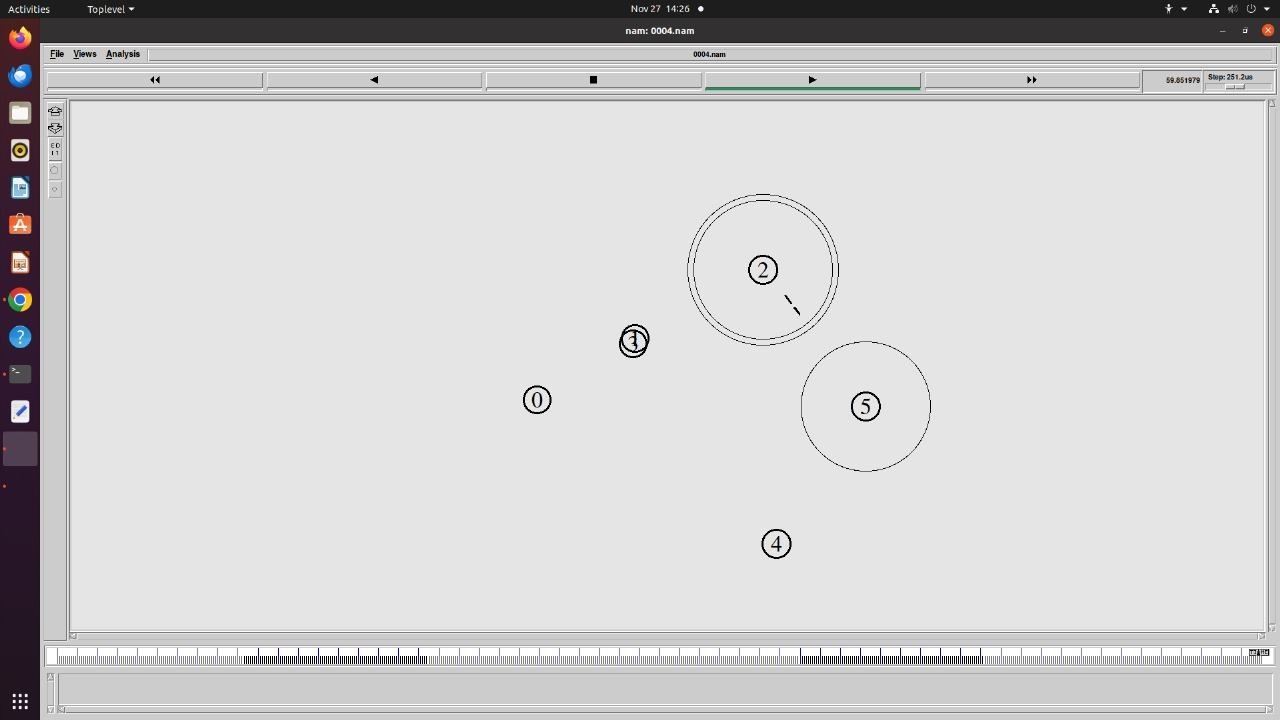 Activities
Toplevel
Nov 27 14:26
nam: 0004.nam
File Views Analysis
0004.nam
59.851979
Step: 251.2us
2
3
0
5
4